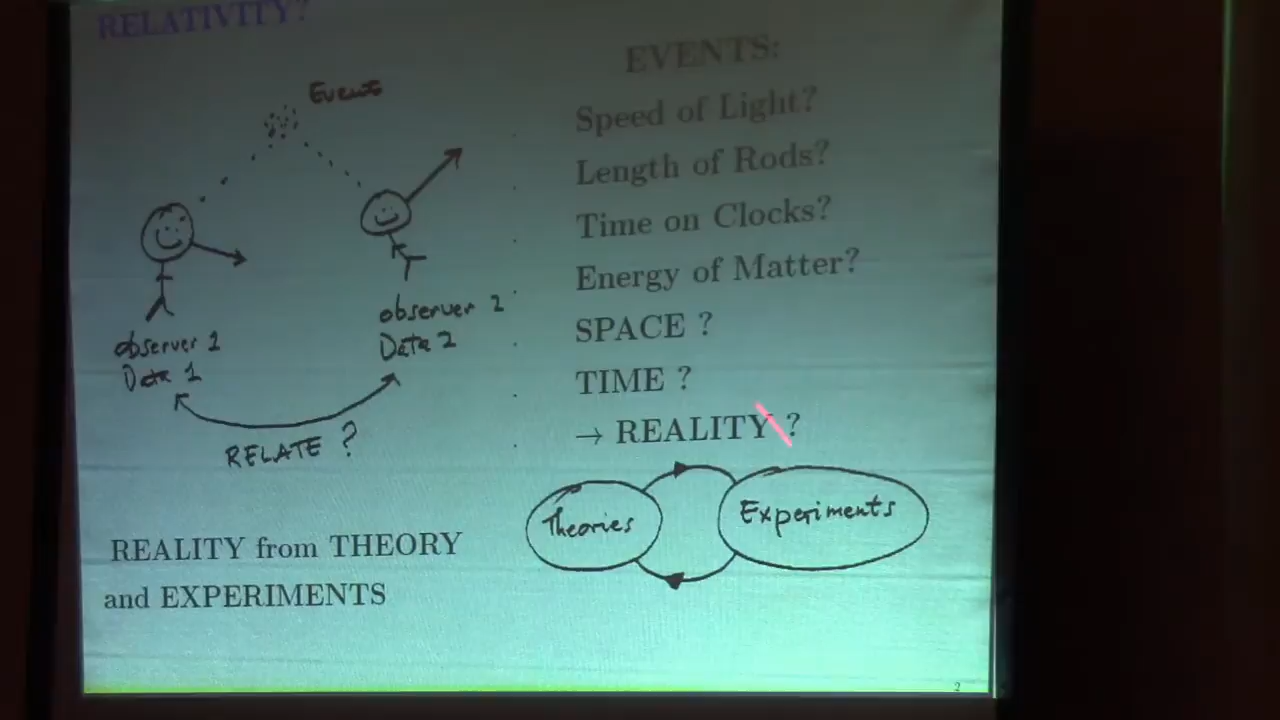 RELATIVITY?
Events
observer 1
Data 1
observer 2
Data 2
RELATE ?
REALITY from THEORY
and EXPERIMENTS
EVENTS:
Speed of Light?
Length of Rods?
Time on Clocks?
Energy of Matter?
SPACE ?
TIME ?
→ REALITY ?
Theories
Experiments
2